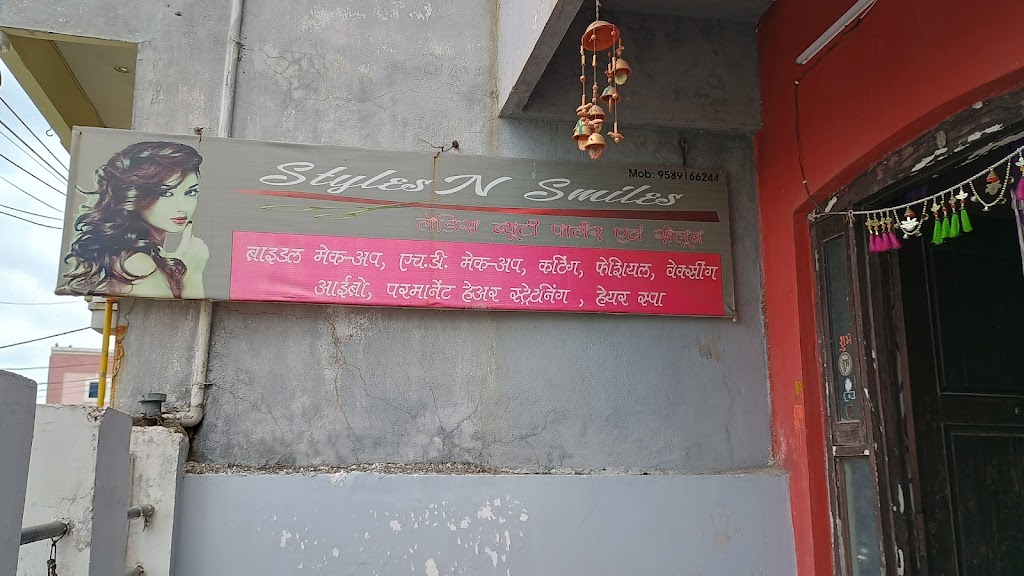 Mob: 9589166244
Styles N Smiles
लेडिस ब्यूटी पार्लर एवं सेलून
ब्राइडल मेक-अप, एच.डी. मेक-अप, कटिंग, फेशियल, वेक्सींग
आईब्रो, परमानेंट हेअर स्ट्रेटनिंग , हेयर स्पा
शुभ